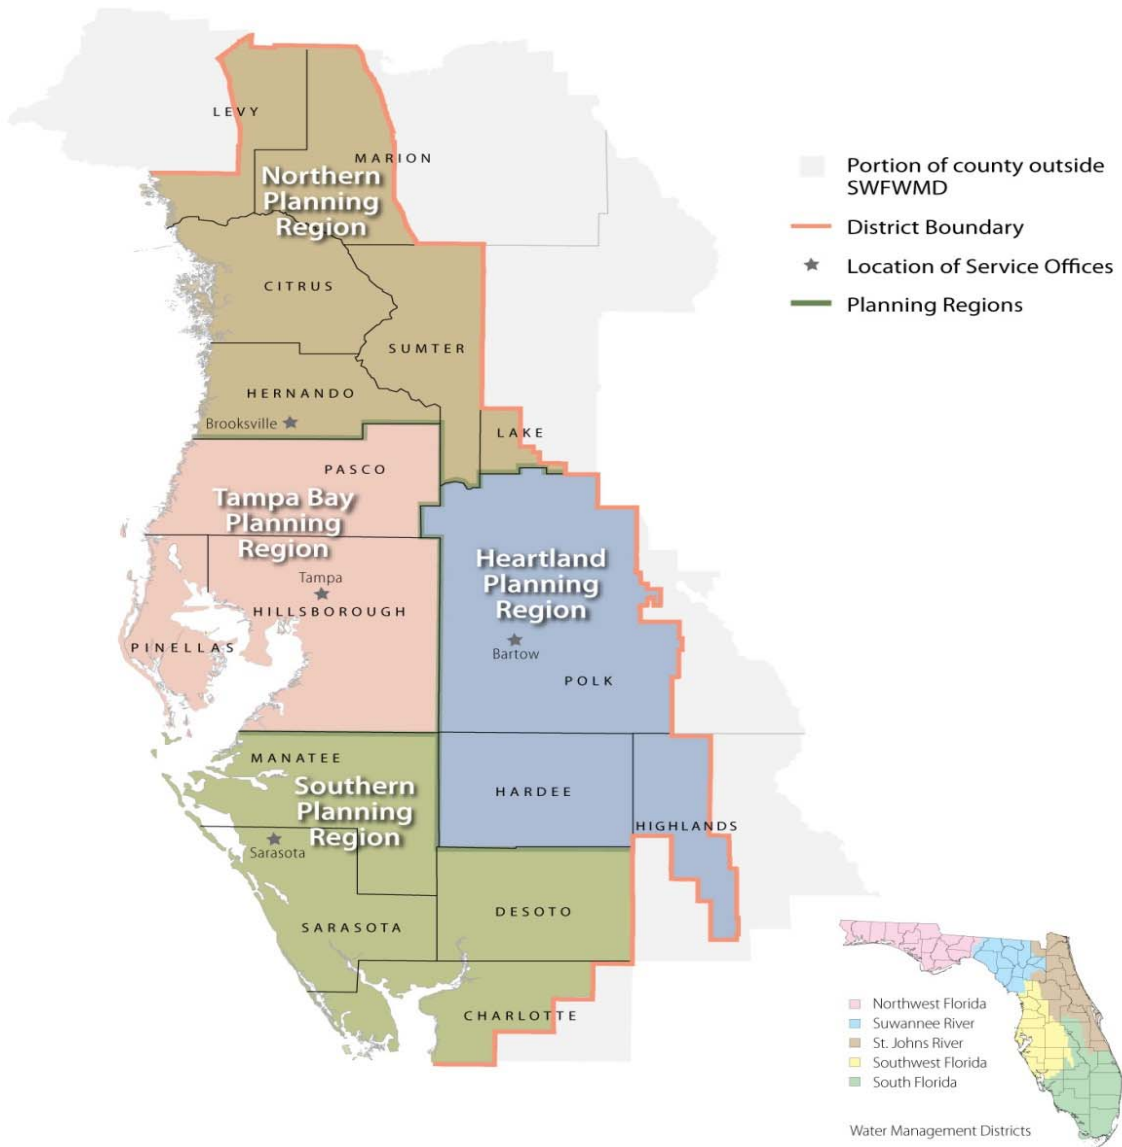 LEVY
MARION
Northern
Planning
Region
CITRUS
SUMTER
HERNANDO
Brooksville
LAKE
PASCO
Tampa Bay
Planning
Region
Tampa
HILLSBOROUGH
PINELLAS
Heartland
Planning
Region
Bartow
POLK
MANATEE
Southern
Planning
Region
HARDEE
HIGHLANDS
Sarasota
DESOTO
SARASOTA
CHARLOTTE
Portion of county outside
SWFWMD
District Boundary
Location of Service Offices
Planning Regions
Northwest Florida
Suwannee River
St. Johns River
Southwest Florida
South Florida
Water Management Districts